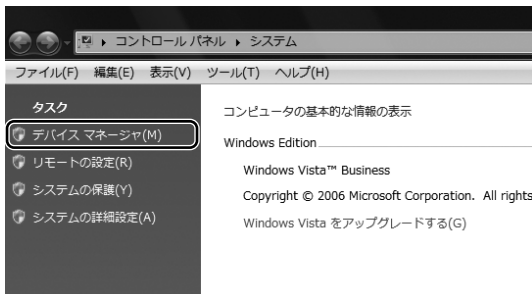 コントロール パネル ▸ システム
ファイル(F) 編集(E) 表示(V) ツール(T) ヘルプ(H)
タスク
デバイス マネージャ(M)
リモートの設定(R)
システムの保護(Y)
システムの詳細設定(A)
コンピュータの基本的な情報の表示
Windows Edition
Windows Vista™ Business
Copyright © 2006 Microsoft Corporation. All rights
Windows Vista をアップグレードする(G)